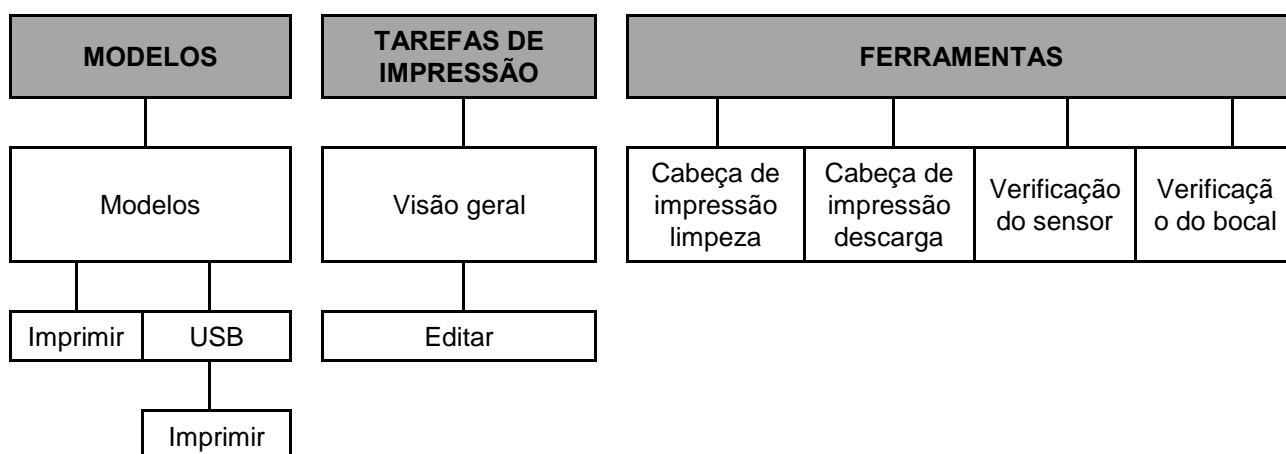 MODELOS
TAREFAS DE
IMPRESSÃO
FERRAMENTAS
Modelos
Visão geral
Cabeça de
impressão
limpeza
Cabeça de
impressão
descarga
Verificação
do sensor
Verificaçã
o do bocal
Imprimir
USB
Editar
Imprimir